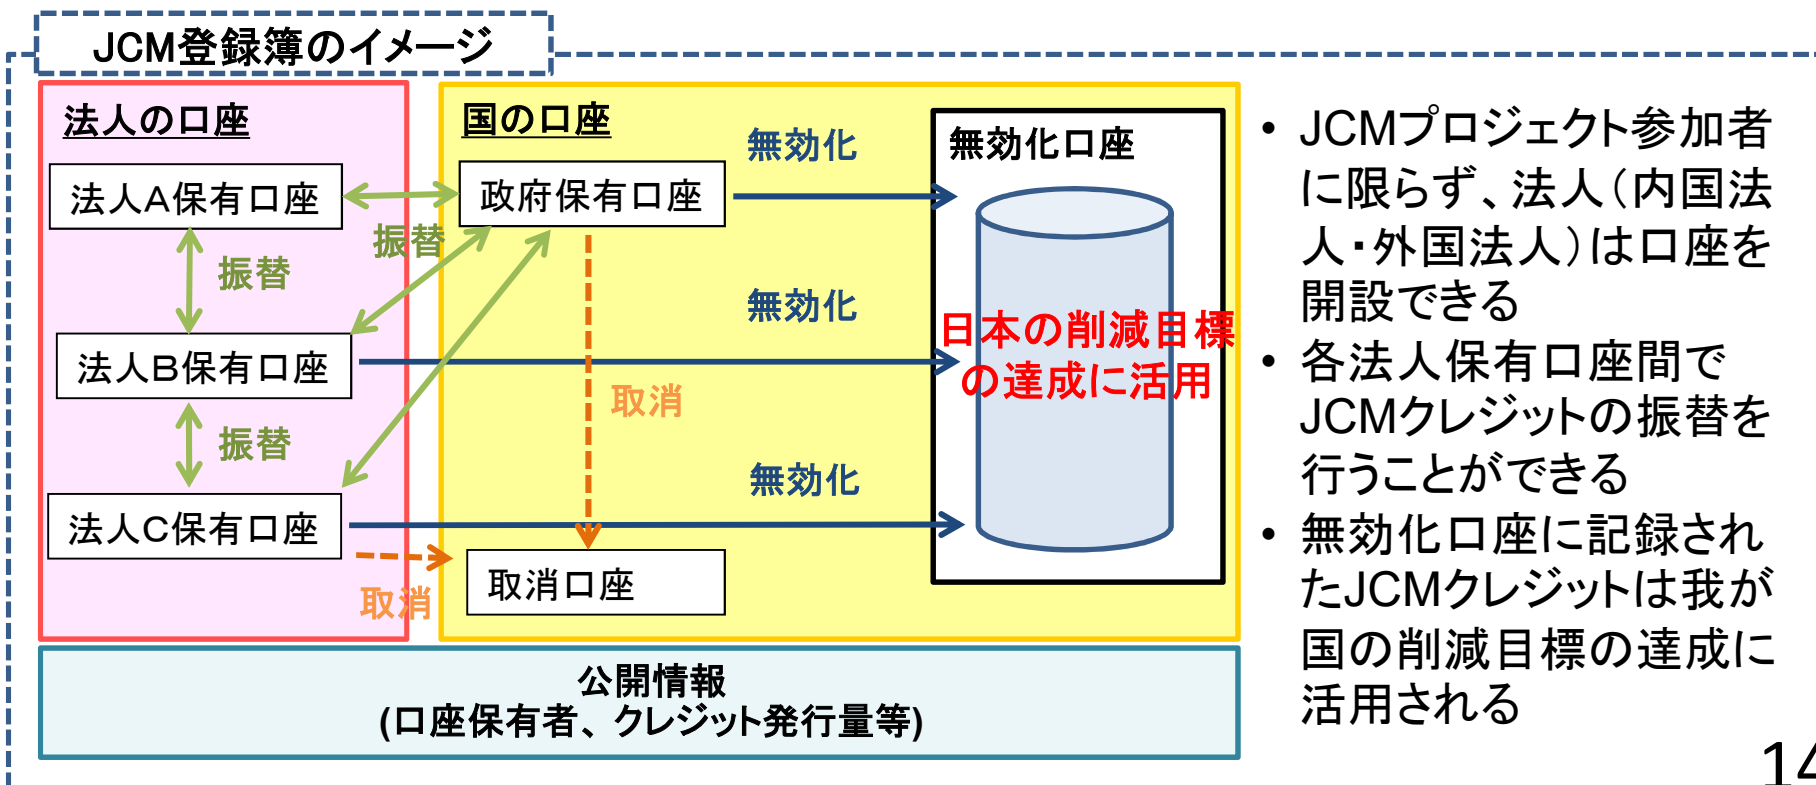 JCM登録簿のイメージ
法人の口座
国の口座
無効化
無効化口座
法人A保有口座
政府保有口座
振替
振替
無効化
日本の削減目標
の達成に活用
法人B保有口座
取消
振替
無効化
法人C保有口座
取消口座
取消
公開情報
(口座保有者、クレジット発行量等)
• JCMプロジェクト参加者
に限らず、法人(内国法
人・外国法人)は口座を
開設できる
• 各法人保有口座間で
JCMクレジットの振替を
行うことができる
• 無効化口座に記録され
たJCMクレジットは我が
国の削減目標の達成に
活用される
14